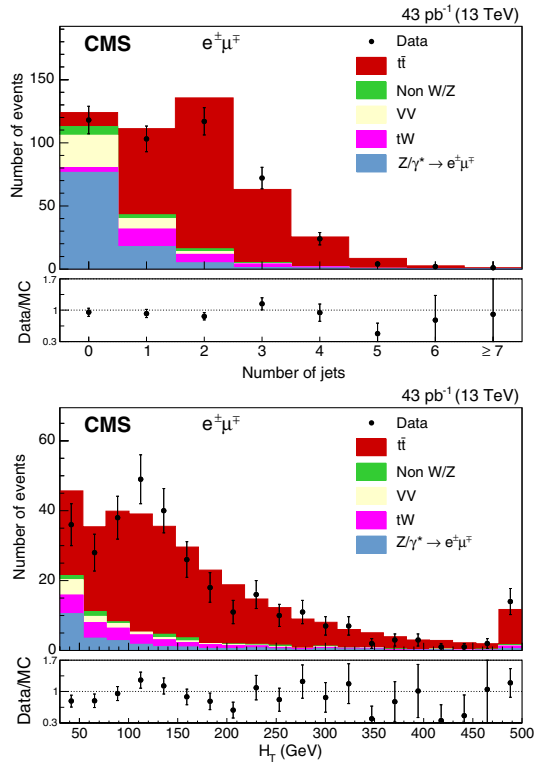 43 pb⁻¹ (13 TeV)
CMS e±μ∓
Data
tt̄
Non W/Z
VV
tW
Z/γ* → e±μ∓
Number of events
150
100
50
0
Data/MC
1.7
1
0.3
0 1 2 3 4 5 6 ≥ 7
Number of jets
43 pb⁻¹ (13 TeV)
CMS e±μ∓
Data
tt̄
Non W/Z
VV
tW
Z/γ* → e±μ∓
Number of events
60
40
20
0
Data/MC
1.7
1
0.3
50 100 150 200 250 300 350 400 450 500
H_T (GeV)